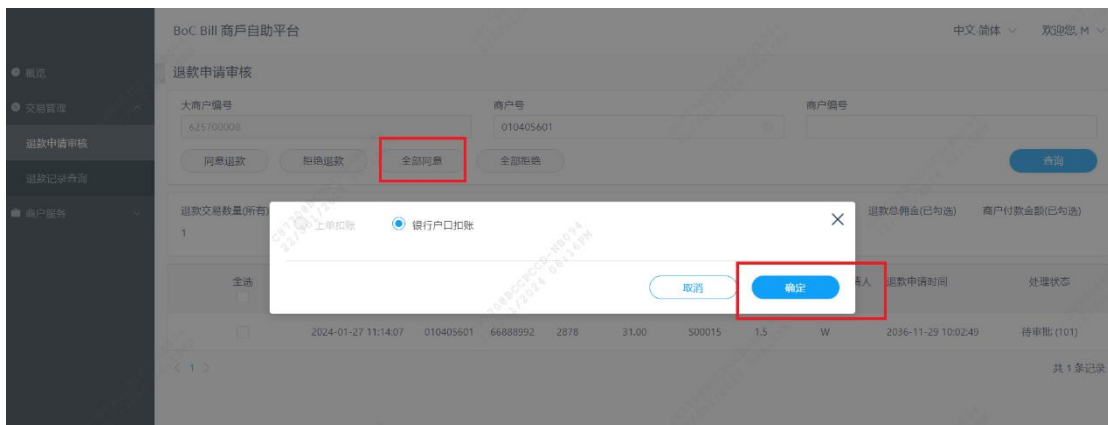 BoC Bill 商戶自助平台
中文-简体
欢迎您, M
概览
交易管理
退款申请审核
退款记录查询
商户服务
退款申请审核
大商户编号
商户号
商户编号
625700008
010405601
同意退款
拒绝退款
全部同意
全部拒绝
查询
退款交易数量(所有)
退款总佣金(已勾选)
商户付款金额(已勾选)
1
上单扣账
银行户口扣账
取消
确定
全选
退款申请时间
处理状态
2024-01-27 11:14:07 010405601 66888992 2878 31.00 S00015 1.5 W 2036-11-29 10:02:49 待审批 (101)
< 1 >
共 1 条记录